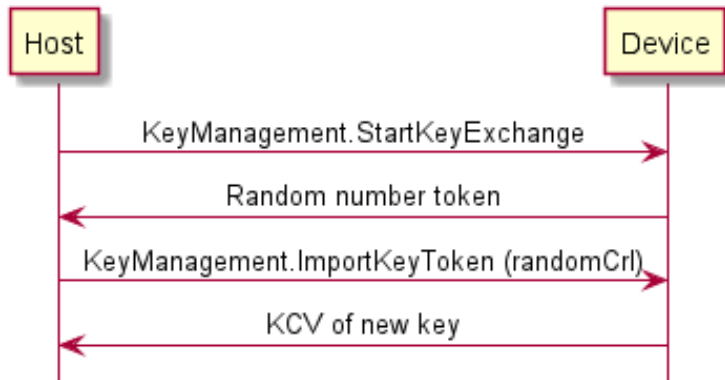 Host
Device
KeyManagement.StartKeyExchange
Random number token
KeyManagement.ImportKeyToken (randomCrl)
KCV of new key